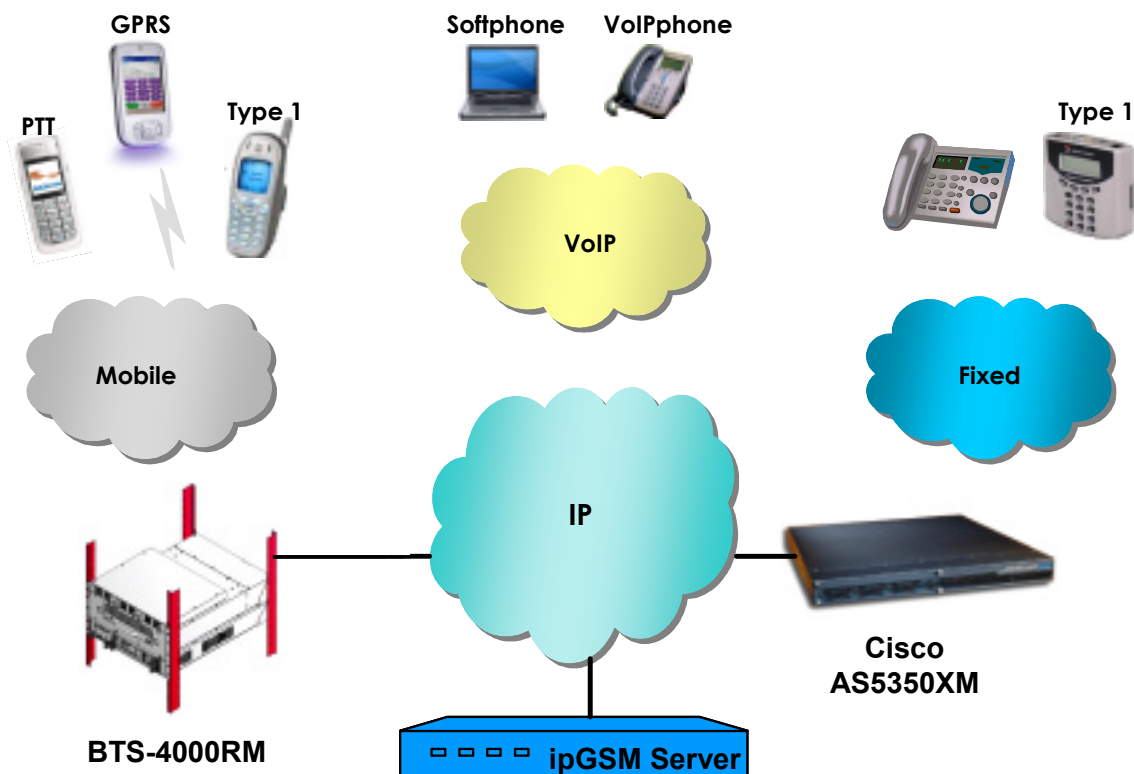 GPRS
Softphone
VoIPphone
PTT
Type 1
Type 1
VoIP
Mobile
Fixed
IP
Cisco
AS5350XM
BTS-4000RM
ipGSM Server